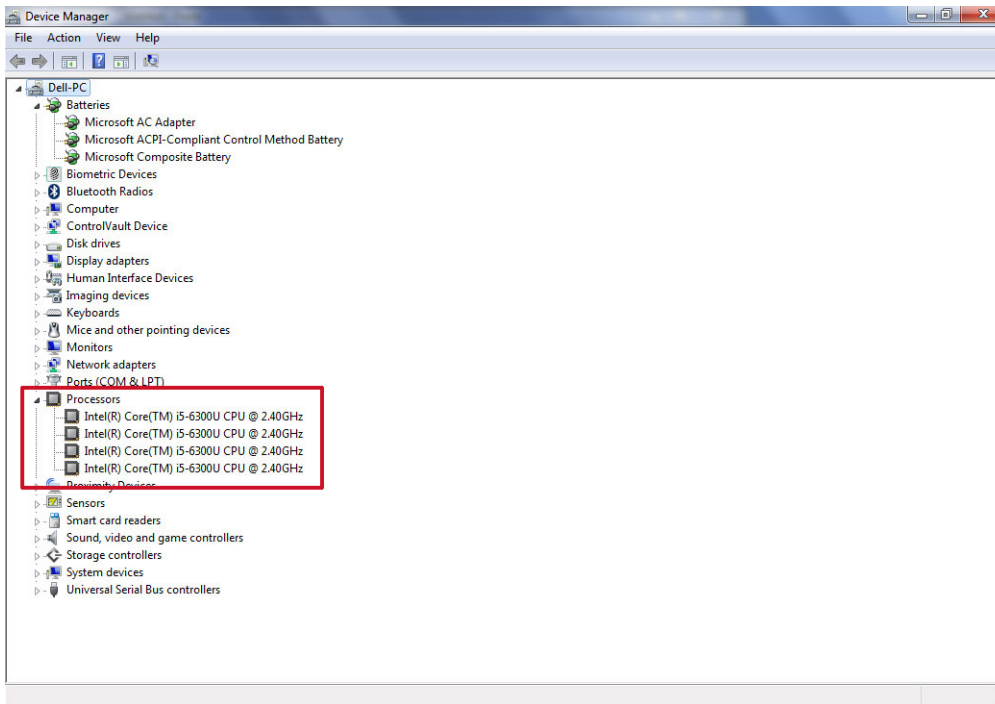 Device Manager
File Action View Help
Dell-PC
Batteries
Microsoft AC Adapter
Microsoft ACPI-Compliant Control Method Battery
Microsoft Composite Battery
Biometric Devices
Bluetooth Radios
Computer
ControlVault Device
Disk drives
Display adapters
Human Interface Devices
Imaging devices
Keyboards
Mice and other pointing devices
Monitors
Network adapters
Ports (COM & LPT)
Processors
Intel(R) Core(TM) i5-6300U CPU @ 2.40GHz
Intel(R) Core(TM) i5-6300U CPU @ 2.40GHz
Intel(R) Core(TM) i5-6300U CPU @ 2.40GHz
Intel(R) Core(TM) i5-6300U CPU @ 2.40GHz
Proximity Devices
Sensors
Smart card readers
Sound, video and game controllers
Storage controllers
System devices
Universal Serial Bus controllers